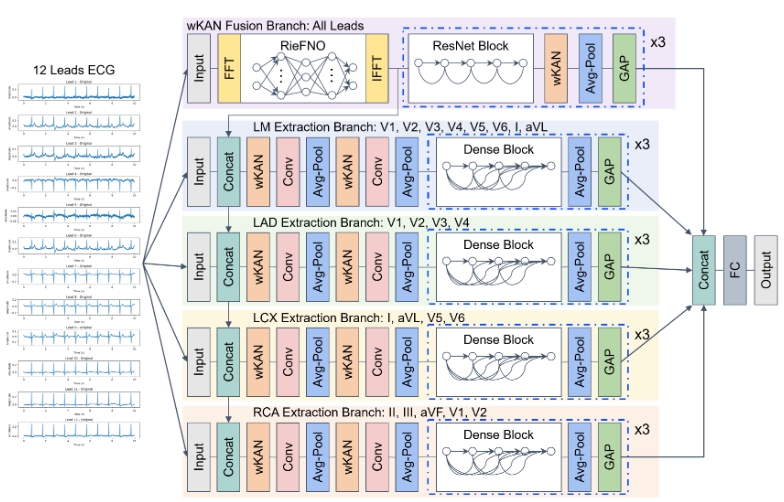 wKAN Fusion Branch: All Leads
Input
FFT
RieFNO
IFFT
ResNet Block
wKAN
Avg-Pool
GAP
x3
12 Leads ECG
LM Extraction Branch: V1, V2, V3, V4, V5, V6, I, aVL
Input
Concat
wKAN
Conv
Avg-Pool
wKAN
Conv
Avg-Pool
Dense Block
Avg-Pool
GAP
x3
LAD Extraction Branch: V1, V2, V3, V4
Input
Concat
wKAN
Conv
Avg-Pool
wKAN
Conv
Avg-Pool
Dense Block
Avg-Pool
GAP
x3
LCX Extraction Branch: I, aVL, V5, V6
Input
Concat
wKAN
Conv
Avg-Pool
wKAN
Conv
Avg-Pool
Dense Block
Avg-Pool
GAP
x3
RCA Extraction Branch: II, III, aVF, V1, V2
Input
Concat
wKAN
Conv
Avg-Pool
wKAN
Conv
Avg-Pool
Dense Block
Avg-Pool
GAP
x3
Concat
FC
Output